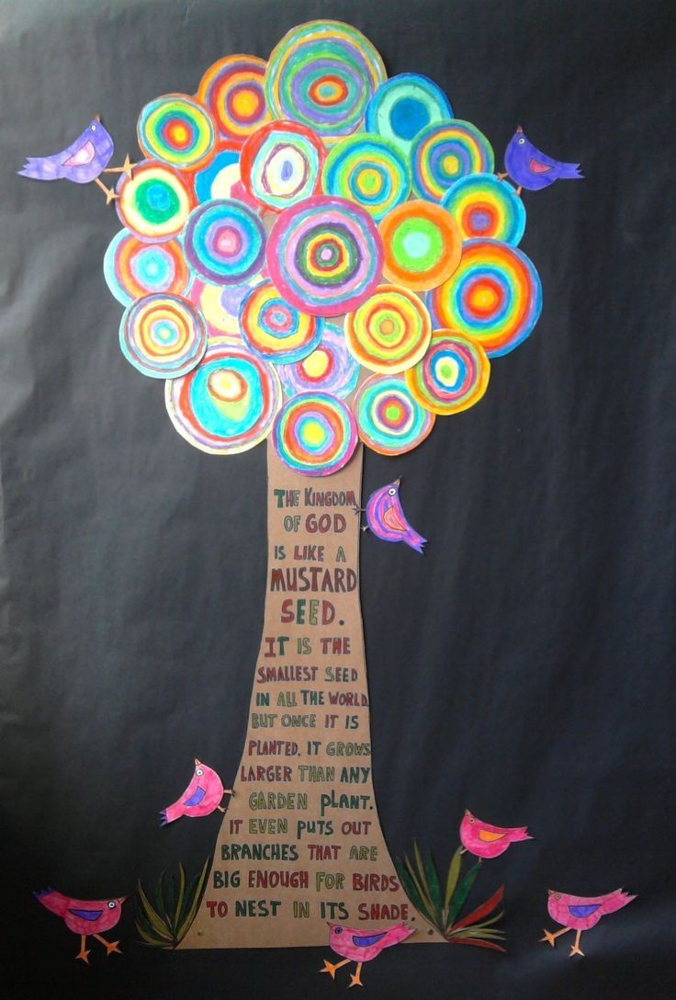 THE KINGDOM
OF GOD
IS LIKE A
MUSTARD
SEED.
IT IS THE
SMALLEST SEED
IN ALL THE WORLD.
BUT ONCE IT IS
PLANTED, IT GROWS
LARGER THAN ANY
GARDEN PLANT.
IT EVEN PUTS OUT
BRANCHES THAT ARE
BIG ENOUGH FOR BIRDS
TO NEST IN ITS SHADE.